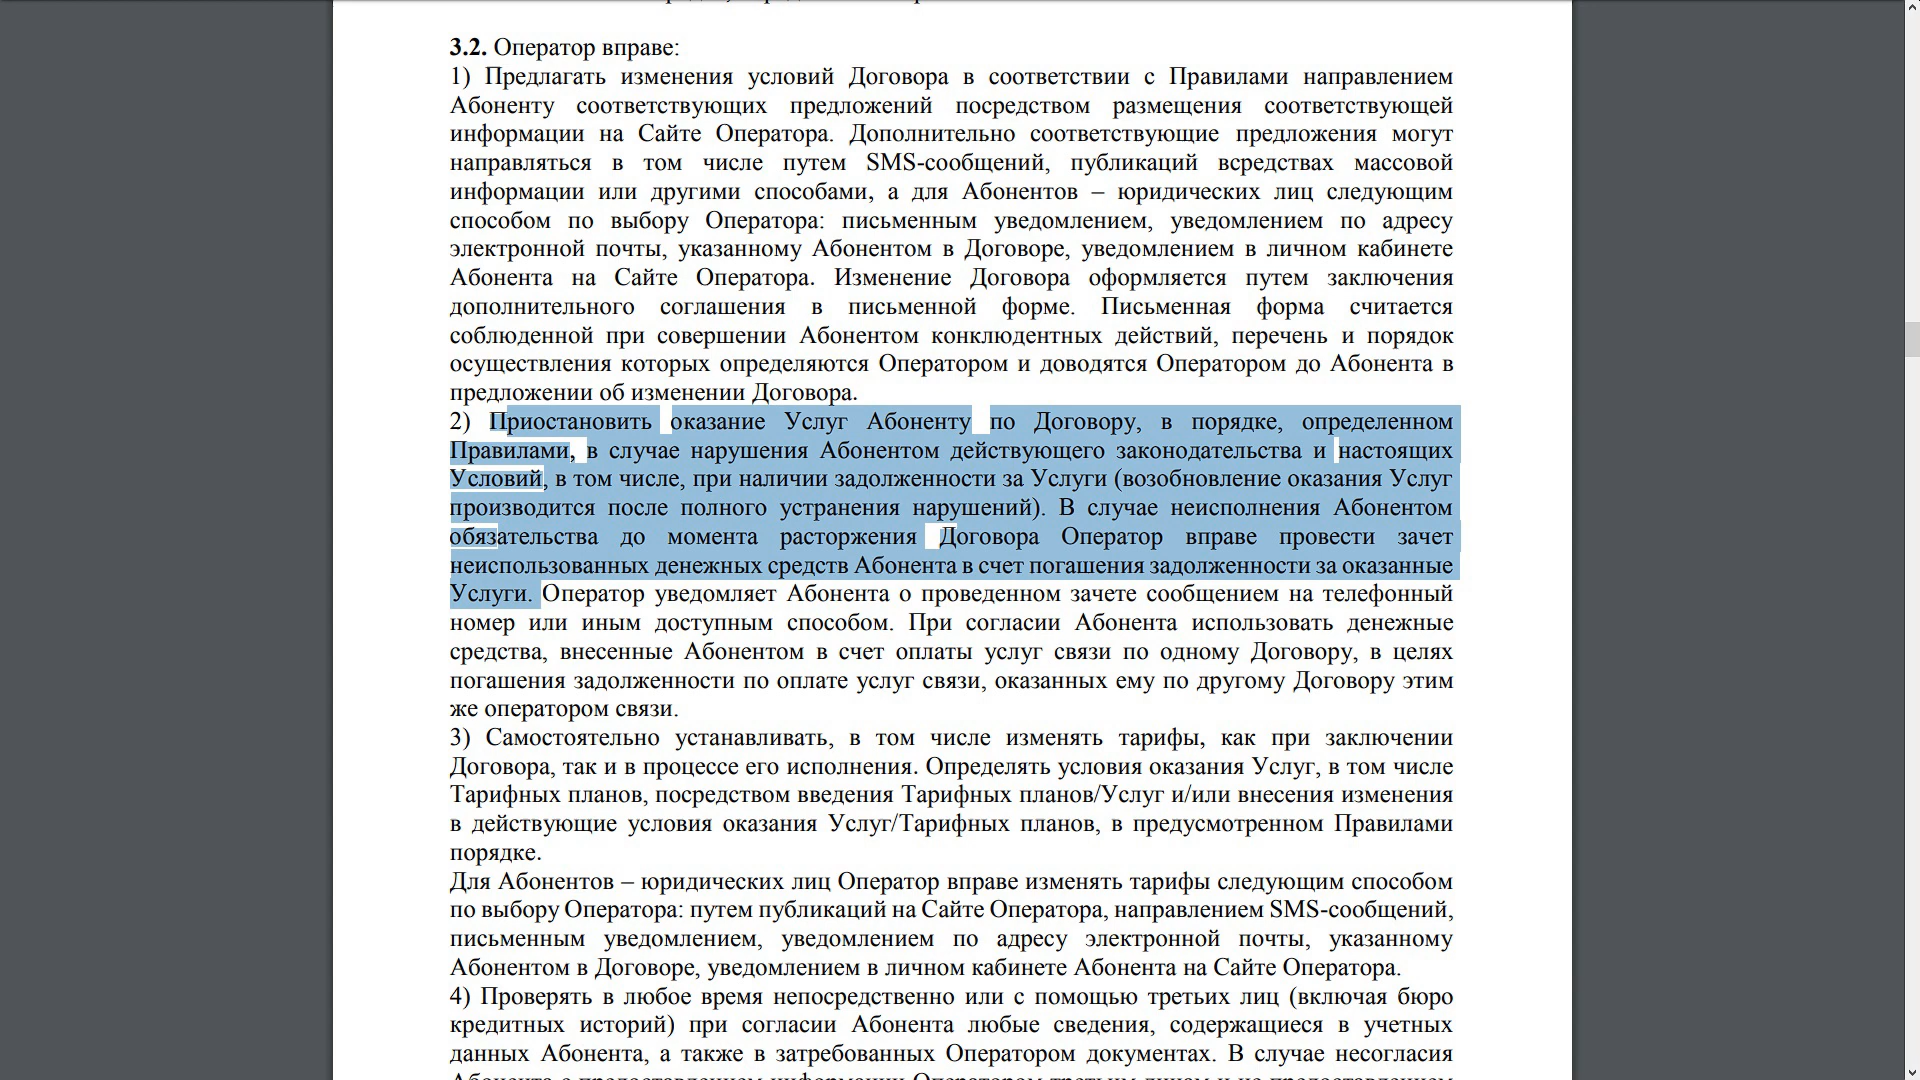 3.2. Оператор вправе:
1) Предлагать изменения условий Договора в соответствии с Правилами направлением
Абоненту соответствующих предложений посредством размещения соответствующей
информации на Сайте Оператора. Дополнительно соответствующие предложения могут
направляться в том числе путем SMS-сообщений, публикаций всредствах массовой
информации или другими способами, а для Абонентов – юридических лиц следующим
способом по выбору Оператора: письменным уведомлением, уведомлением по адресу
электронной почты, указанному Абонентом в Договоре, уведомлением в личном кабинете
Абонента на Сайте Оператора. Изменение Договора оформляется путем заключения
дополнительного соглашения в письменной форме. Письменная форма считается
соблюденной при совершении Абонентом конклюдентных действий, перечень и порядок
осуществления которых определяются Оператором и доводятся Оператором до Абонента в
предложении об изменении Договора.
2) Приостановить оказание Услуг Абоненту по Договору, в порядке, определенном
Правилами, в случае нарушения Абонентом действующего законодательства и настоящих
Условий, в том числе, при наличии задолженности за Услуги (возобновление оказания Услуг
производится после полного устранения нарушений). В случае неисполнения Абонентом
обязательства до момента расторжения Договора Оператор вправе провести зачет
неиспользованных денежных средств Абонента в счет погашения задолженности за оказанные
Услуги. Оператор уведомляет Абонента о проведенном зачете сообщением на телефонный
номер или иным доступным способом. При согласии Абонента использовать денежные
средства, внесенные Абонентом в счет оплаты услуг связи по одному Договору, в целях
погашения задолженности по оплате услуг связи, оказанных ему по другому Договору этим
же оператором связи.
3) Самостоятельно устанавливать, в том числе изменять тарифы, как при заключении
Договора, так и в процессе его исполнения. Определять условия оказания Услуг, в том числе
Тарифных планов, посредством введения Тарифных планов/Услуг и/или внесения изменения
в действующие условия оказания Услуг/Тарифных планов, в предусмотренном Правилами
порядке.
Для Абонентов – юридических лиц Оператор вправе изменять тарифы следующим способом
по выбору Оператора: путем публикаций на Сайте Оператора, направлением SMS-сообщений,
письменным уведомлением, уведомлением по адресу электронной почты, указанному
Абонентом в Договоре, уведомлением в личном кабинете Абонента на Сайте Оператора.
4) Проверять в любое время непосредственно или с помощью третьих лиц (включая бюро
кредитных историй) при согласии Абонента любые сведения, содержащиеся в учетных
данных Абонента, а также в затребованных Оператором документах. В случае несогласия